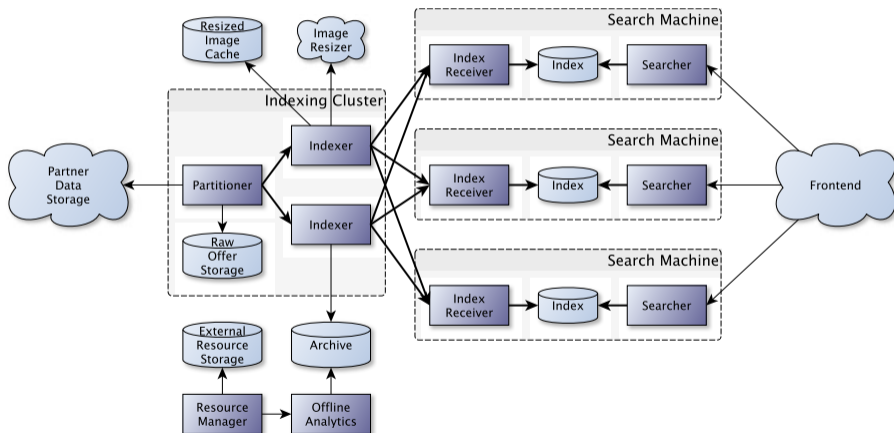 Resized
Image
Cache
Image
Resizer
Search Machine
Index
Receiver
Index
Searcher
Indexing Cluster
Indexer
Search Machine
Partner
Data
Storage
Partitioner
Index
Receiver
Index
Searcher
Frontend
Indexer
Raw
Offer
Storage
Search Machine
Index
Receiver
Index
Searcher
External
Resource
Storage
Archive
Resource
Manager
Offline
Analytics